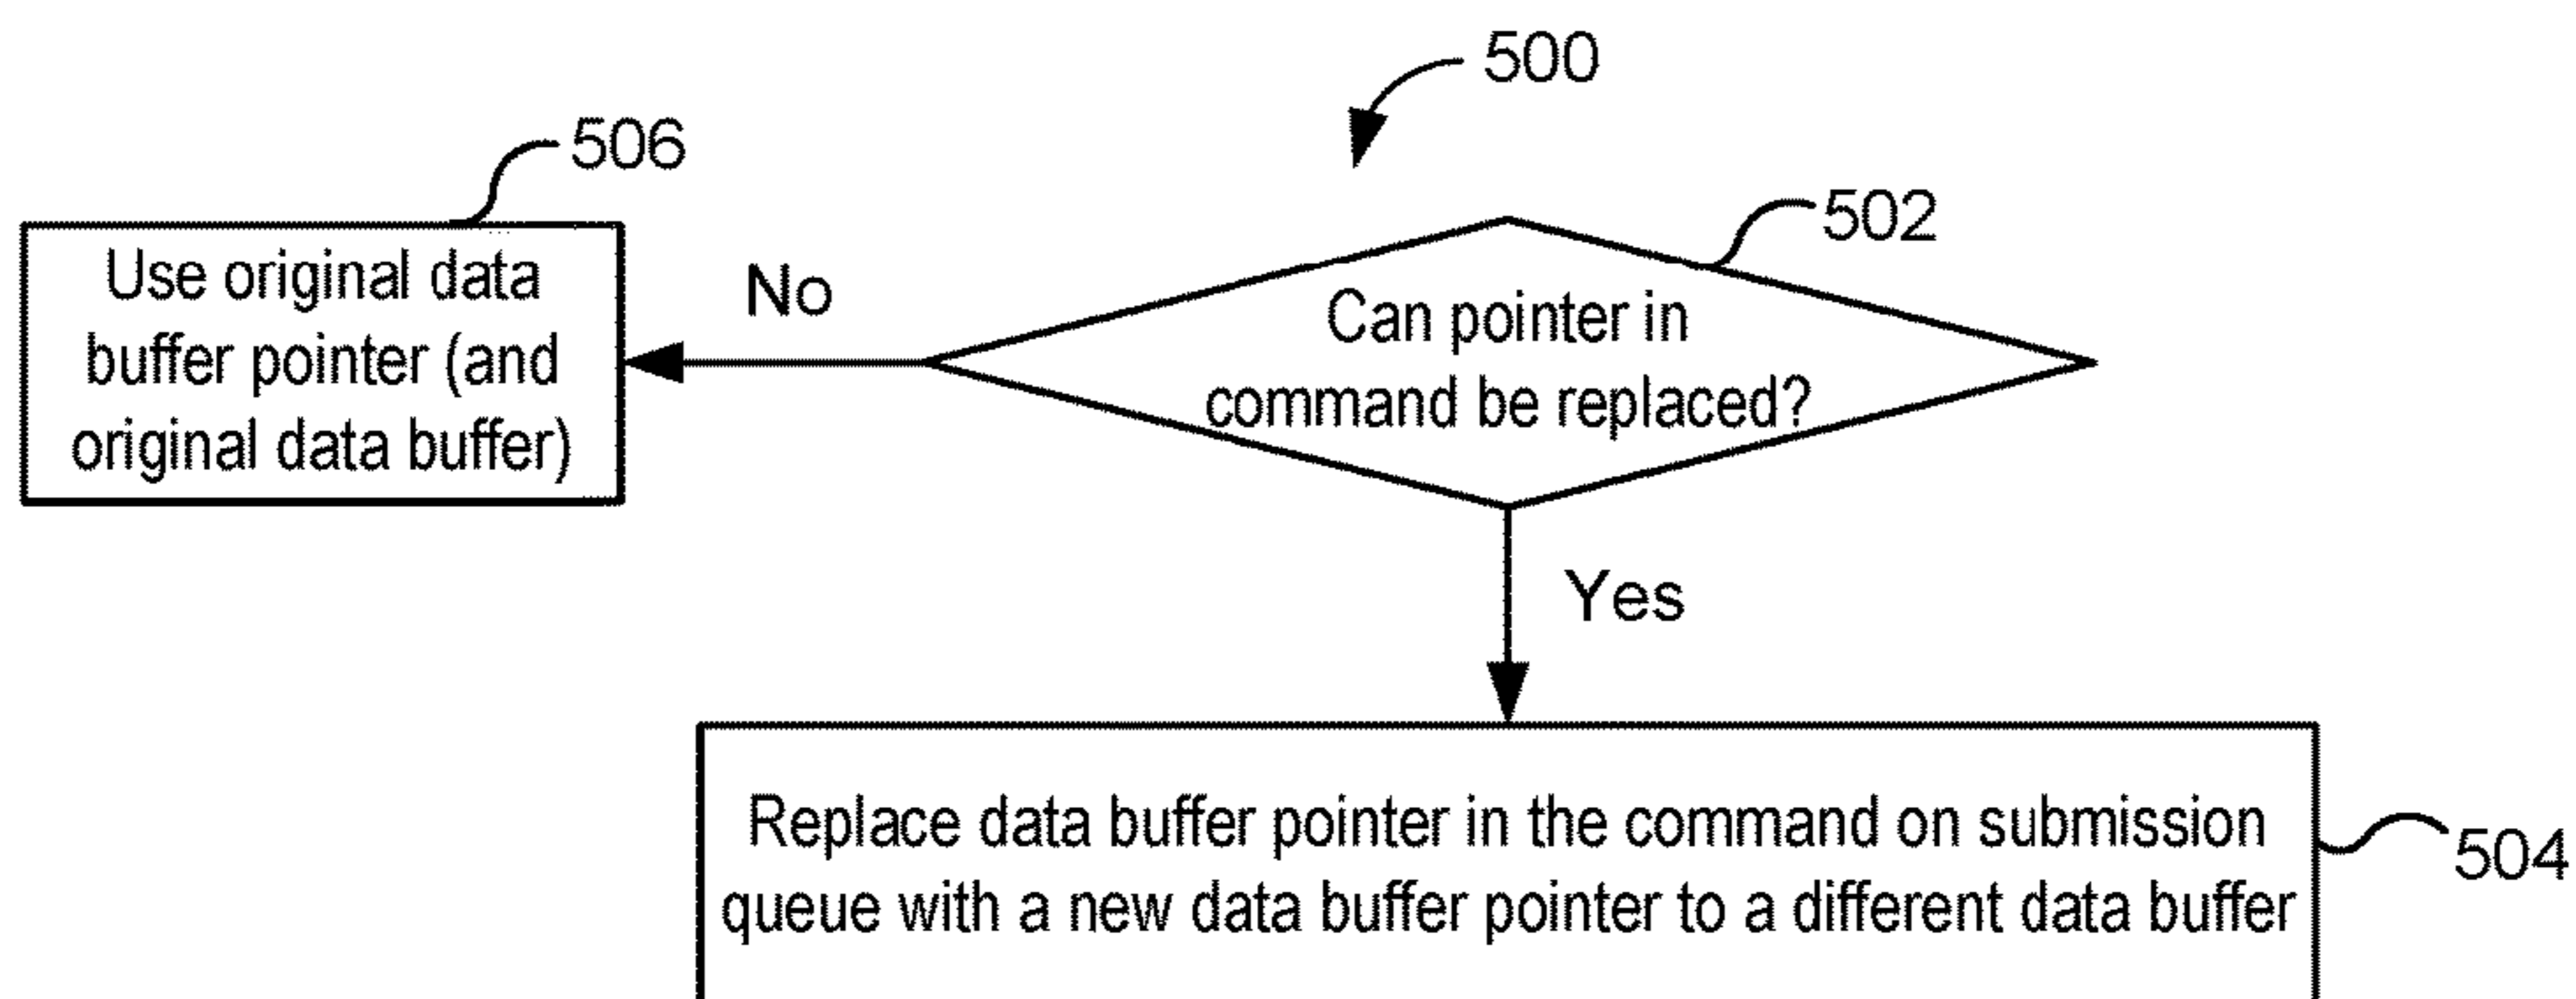 500
506
502
Use original data
buffer pointer (and
original data buffer)
No
Can pointer in
command be replaced?
Yes
Replace data buffer pointer in the command on submission
queue with a new data buffer pointer to a different data buffer
504